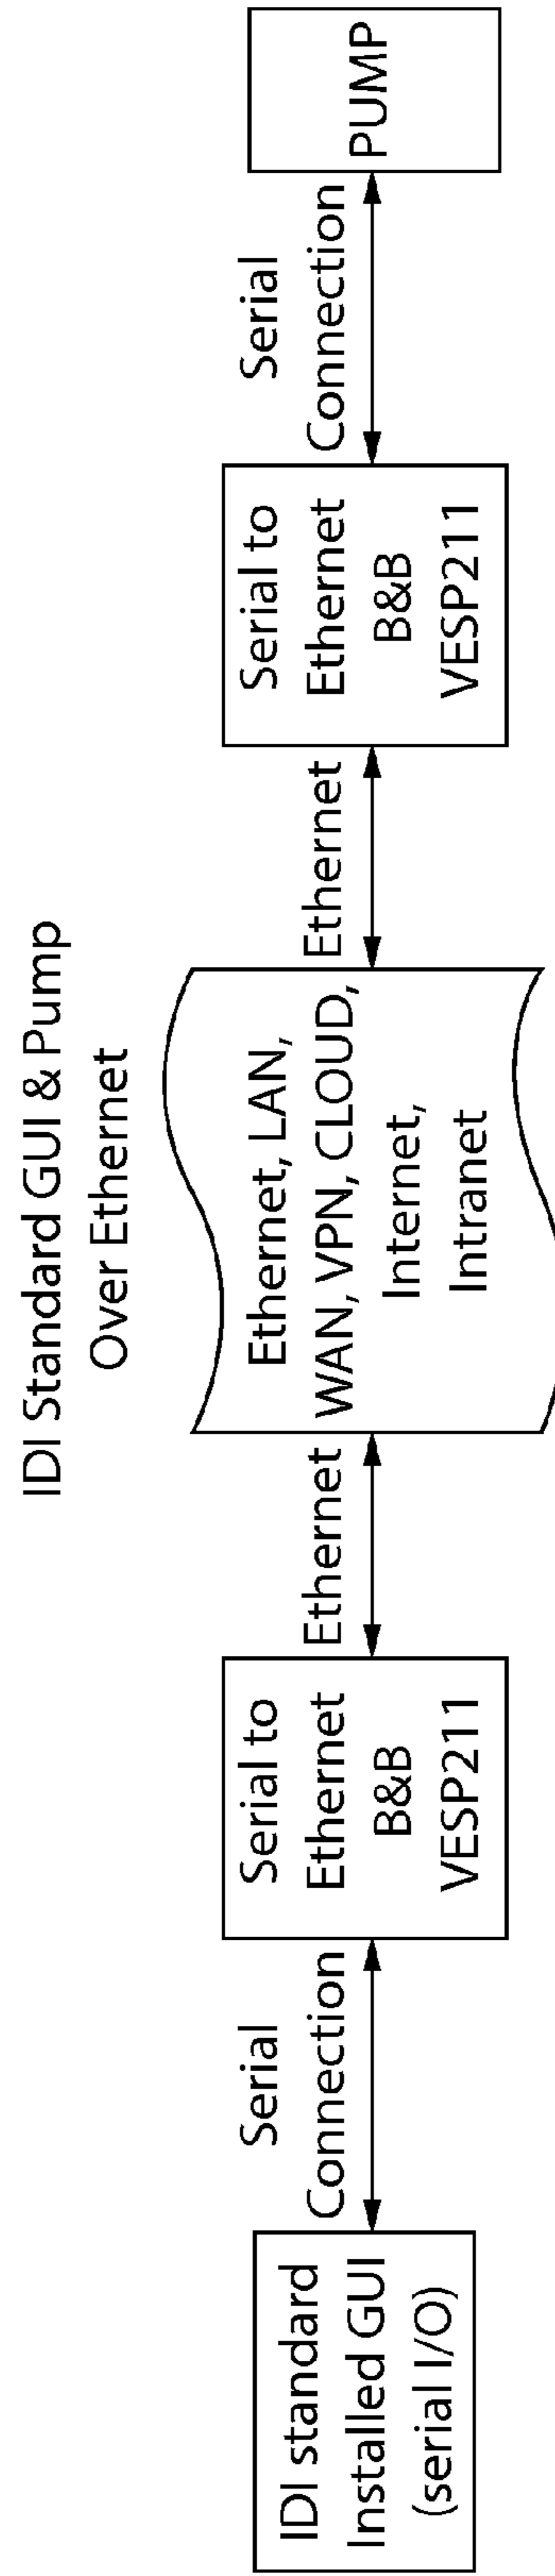 IDI Standard GUI & Pump
Over Ethernet
IDI standard
Installed GUI
(serial I/O)
Serial
Connection
Serial to
Ethernet
B&B
VESP211
Ethernet
Ethernet, LAN,
WAN, VPN, CLOUD,
Internet,
Intranet
Ethernet
Serial to
Ethernet
B&B
VESP211
Serial
Connection
PUMP